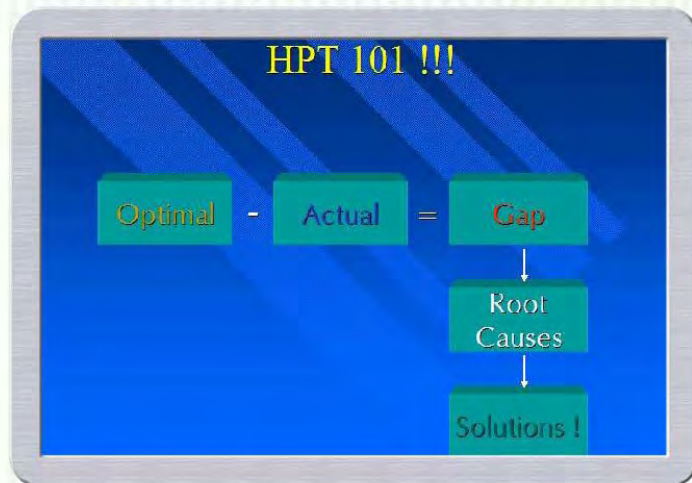 HPT 101 !!!
Optimal - Actual = Gap
Root
Causes
Solutions !